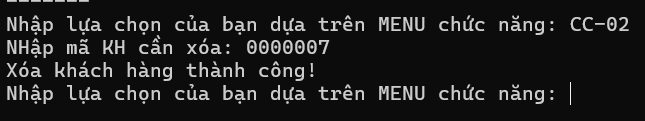 Nhập lựa chọn của bạn dựa trên MENU chức năng: CC-02
NHập mã KH cần xóa: 0000007
Xóa khách hàng thành công!
Nhập lựa chọn của bạn dựa trên MENU chức năng: